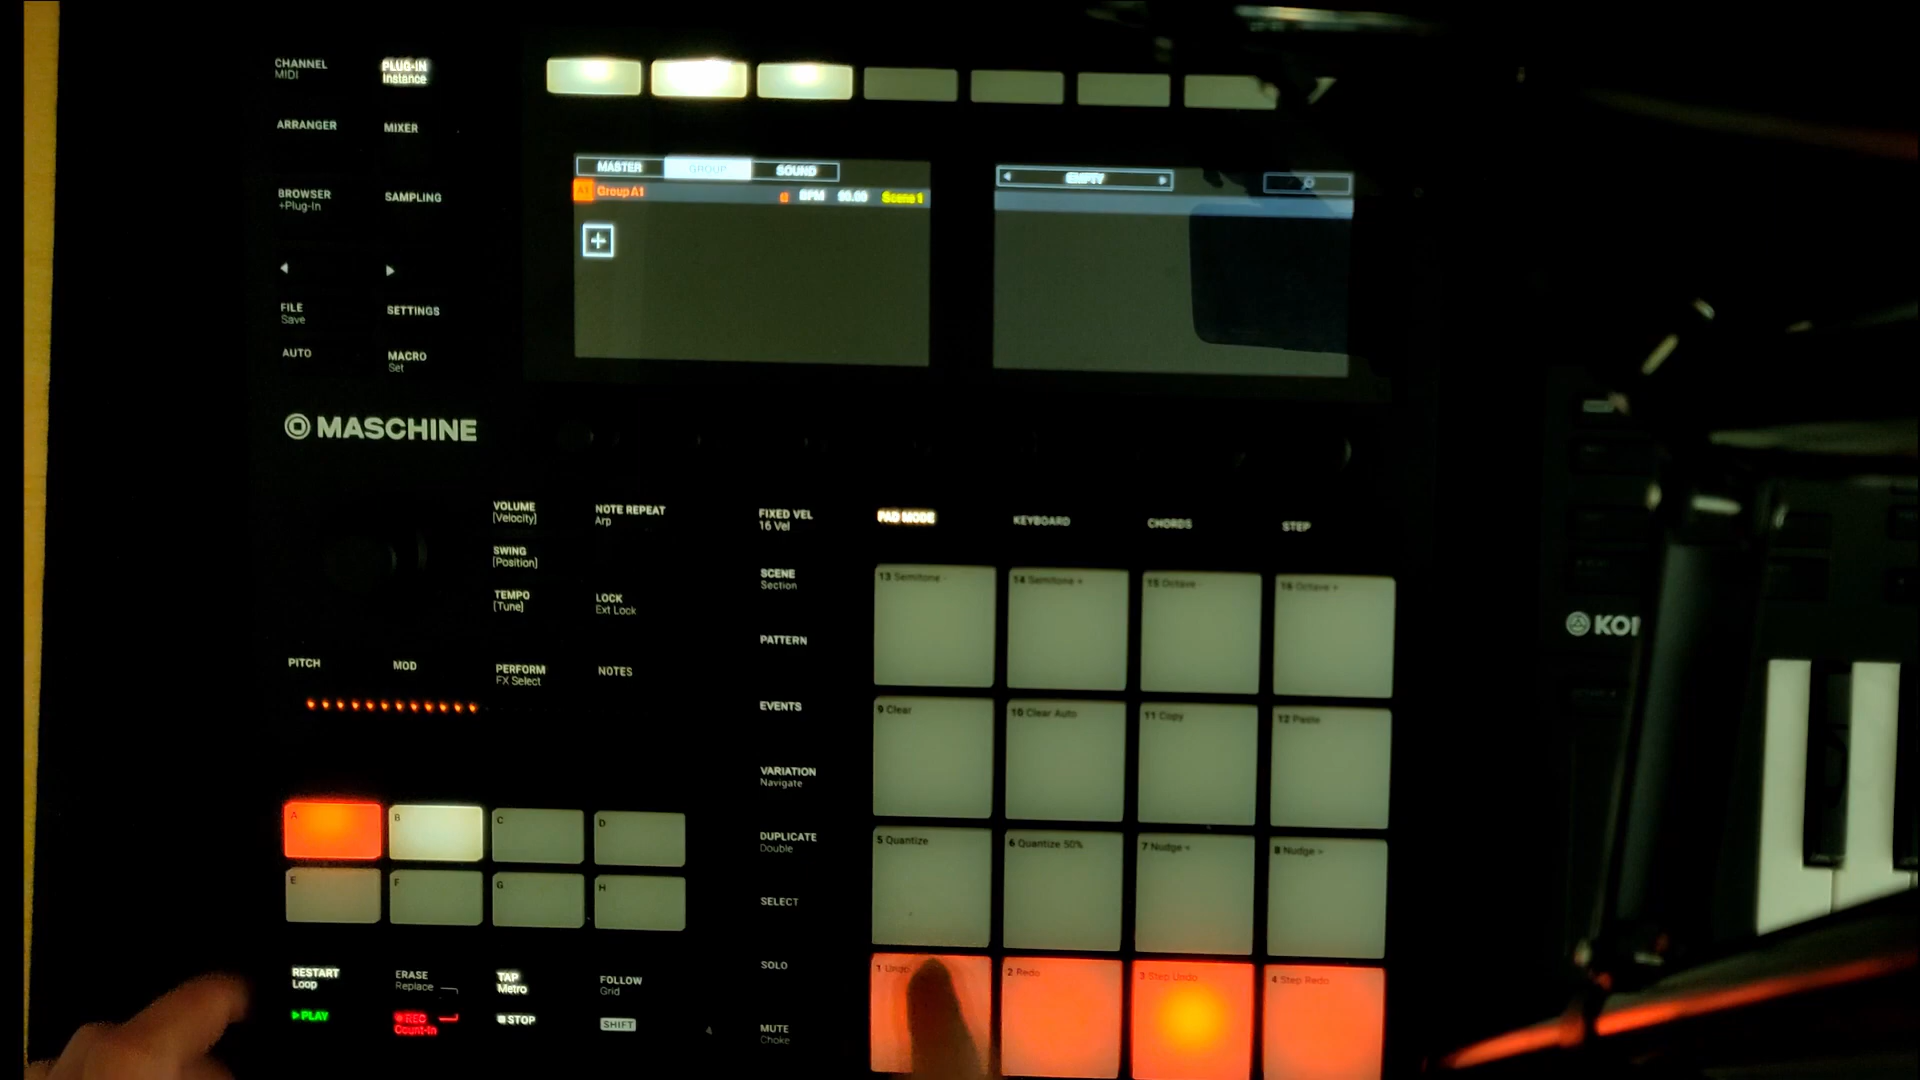 CHANNEL
MIDI
PLUG-IN
Instance
ARRANGER
MIXER
BROWSER
+Plug-In
SAMPLING
FILE
Save
SETTINGS
AUTO
MACRO
Set
MASTER
GROUP
SOUND
A1
Group A1
BPM
Scene 1
EMPTY
MASCHINE
VOLUME
[Velocity]
NOTE REPEAT
Arp
SWING
[Position]
TEMPO
[Tune]
LOCK
Ext Lock
PITCH
MOD
PERFORM
FX Select
NOTES
FIXED VEL
16 Vel
PAD MODE
KEYBOARD
CHORDS
STEP
SCENE
Section
PATTERN
EVENTS
VARIATION
Navigate
DUPLICATE
Double
SELECT
SOLO
MUTE
Choke
13 Semitone -
14 Semitone +
15 Octave
16 Octave +
9 Clear
10 Clear Auto
11 Copy
12 Paste
5 Quantize
6 Quantize 50%
7 Nudge <
8 Nudge >
1 Undo
2 Redo
3 Step Undo
4 Step Redo
A
B
C
D
E
F
G
H
RESTART
Loop
ERASE
Replace
TAP
Metro
FOLLOW
Grid
PLAY
REC
Count-In
STOP
SHIFT
KOM